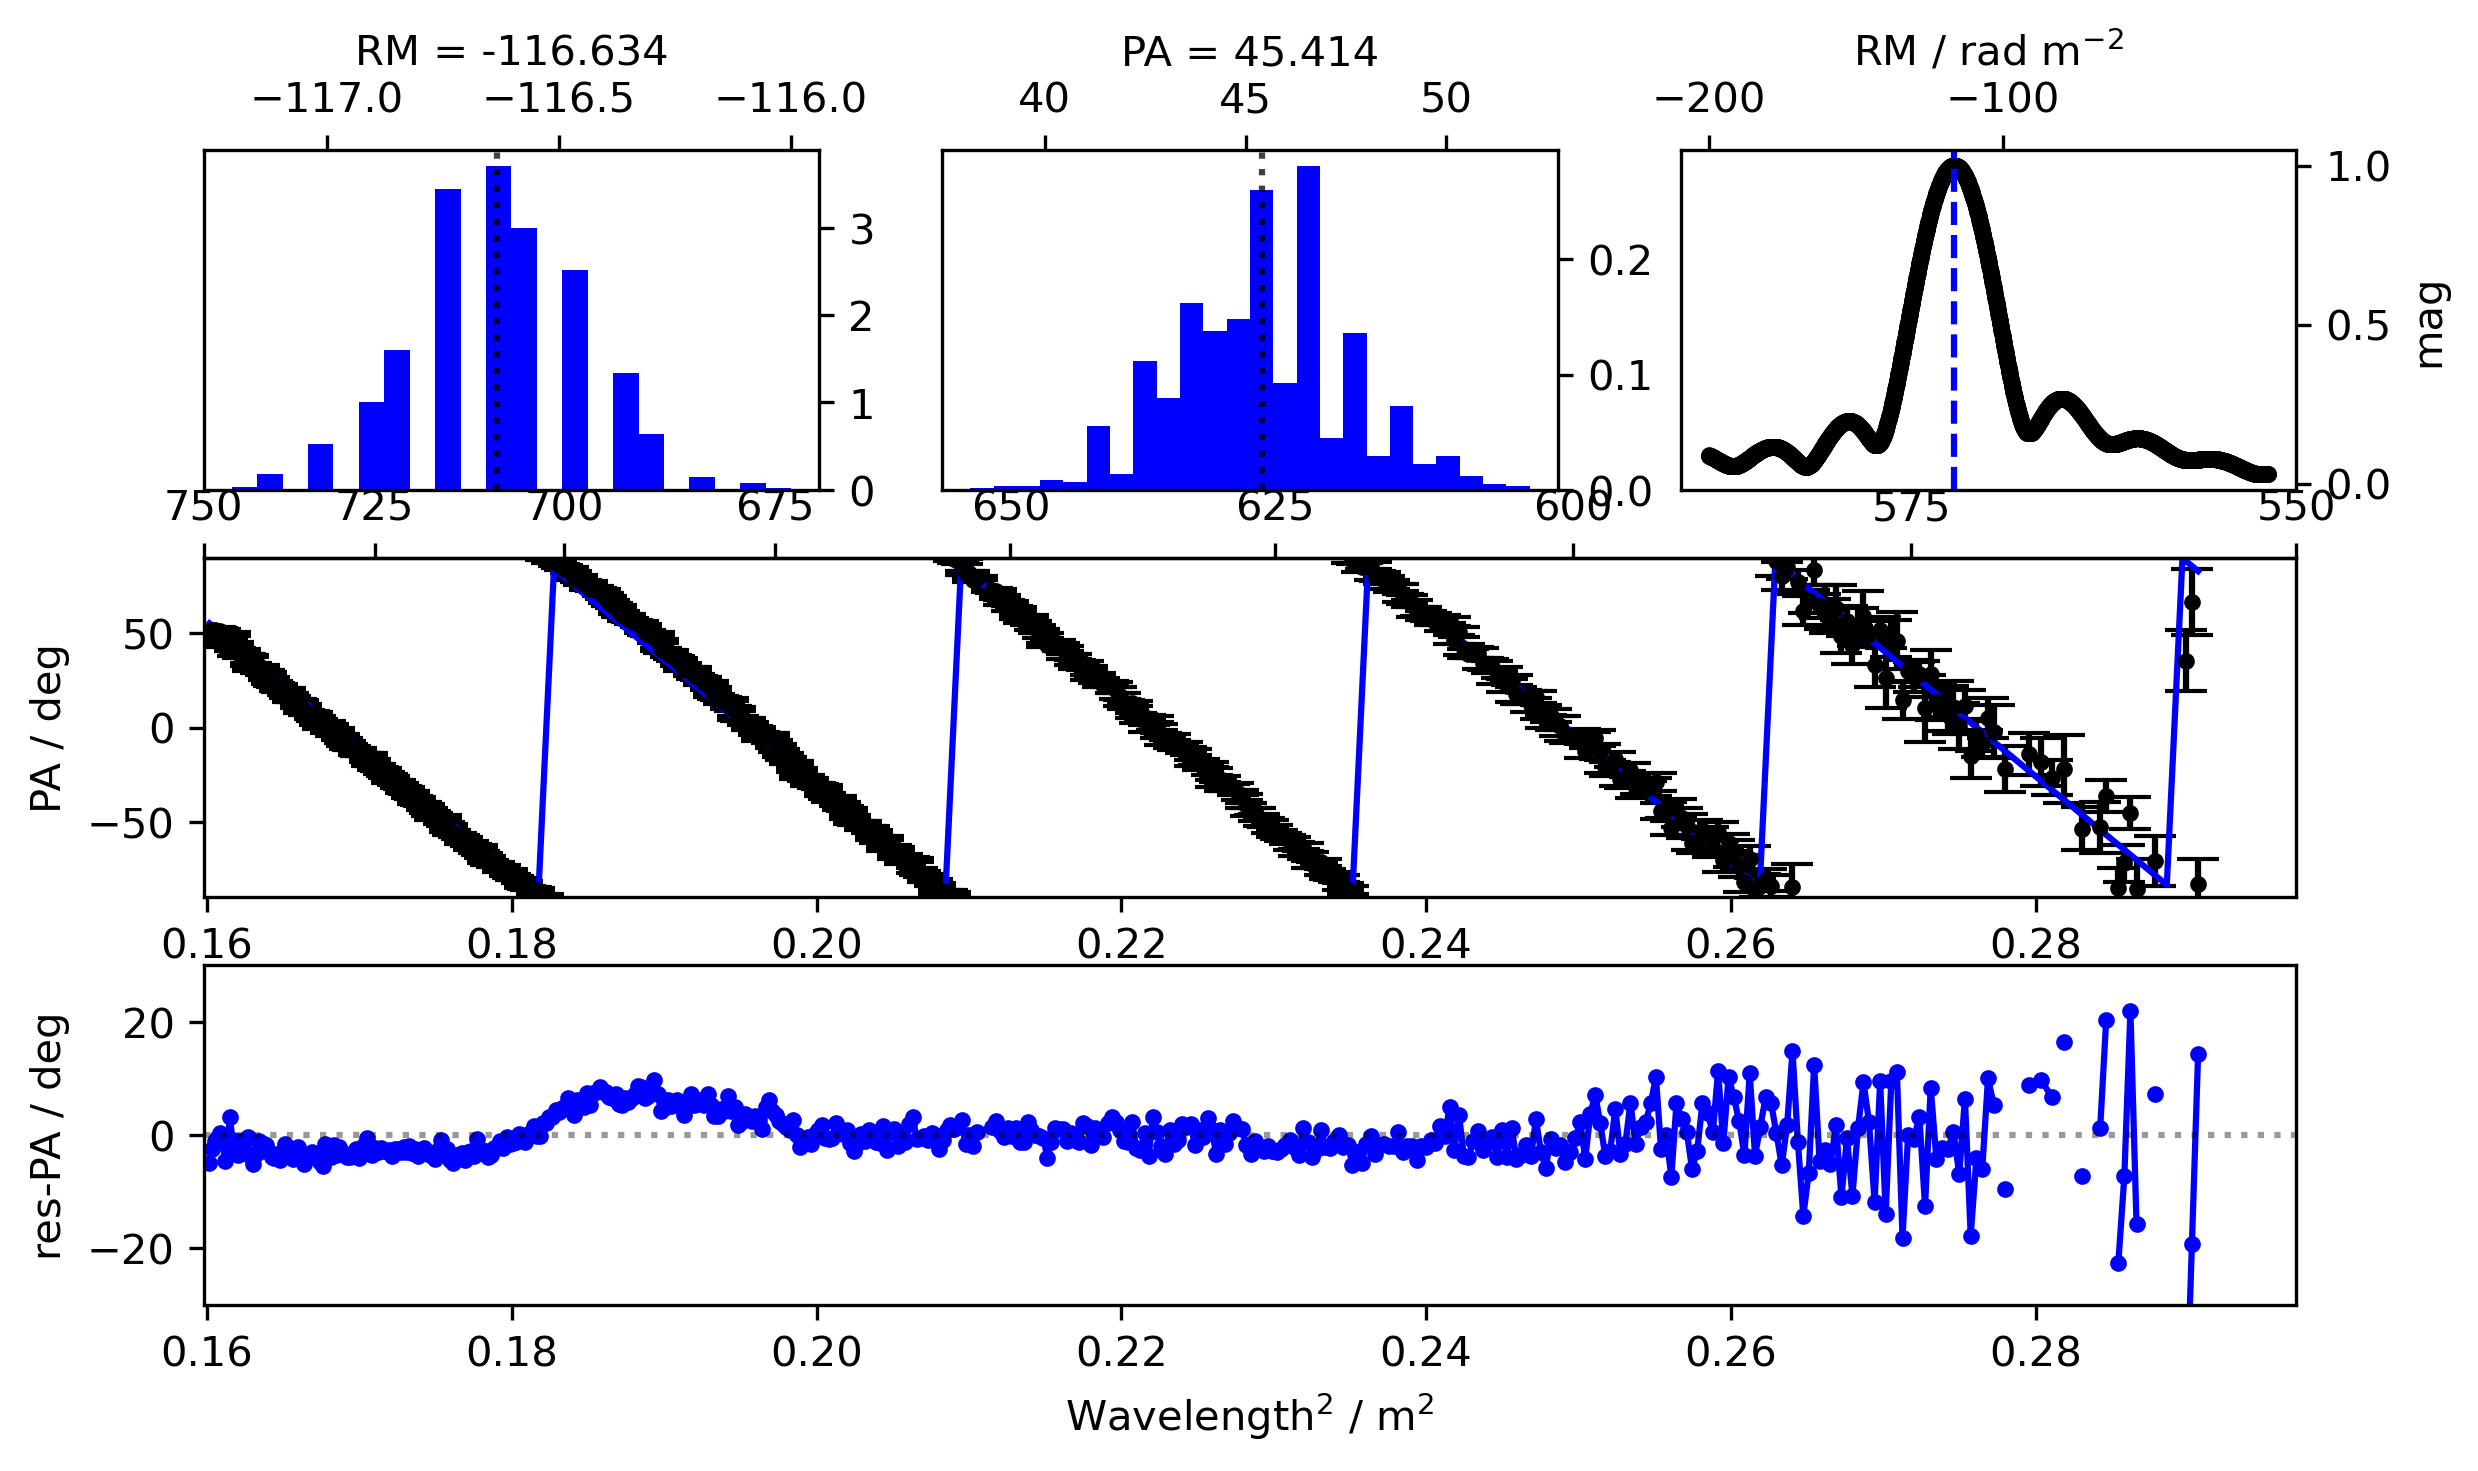 RM = -116.634
PA = 45.414
RM / rad m⁻²
−117.0 −116.5 −116.0
40 45 50
−200 −100
3
2
1
0
0.2
0.1
0.0
1.0
0.5
0.0
mag
750 725 700 675 650 625 600 575 550
PA / deg
50
0
−50
0.16 0.18 0.20 0.22 0.24 0.26 0.28
res-PA / deg
20
0
−20
0.16 0.18 0.20 0.22 0.24 0.26 0.28
Wavelength² / m²